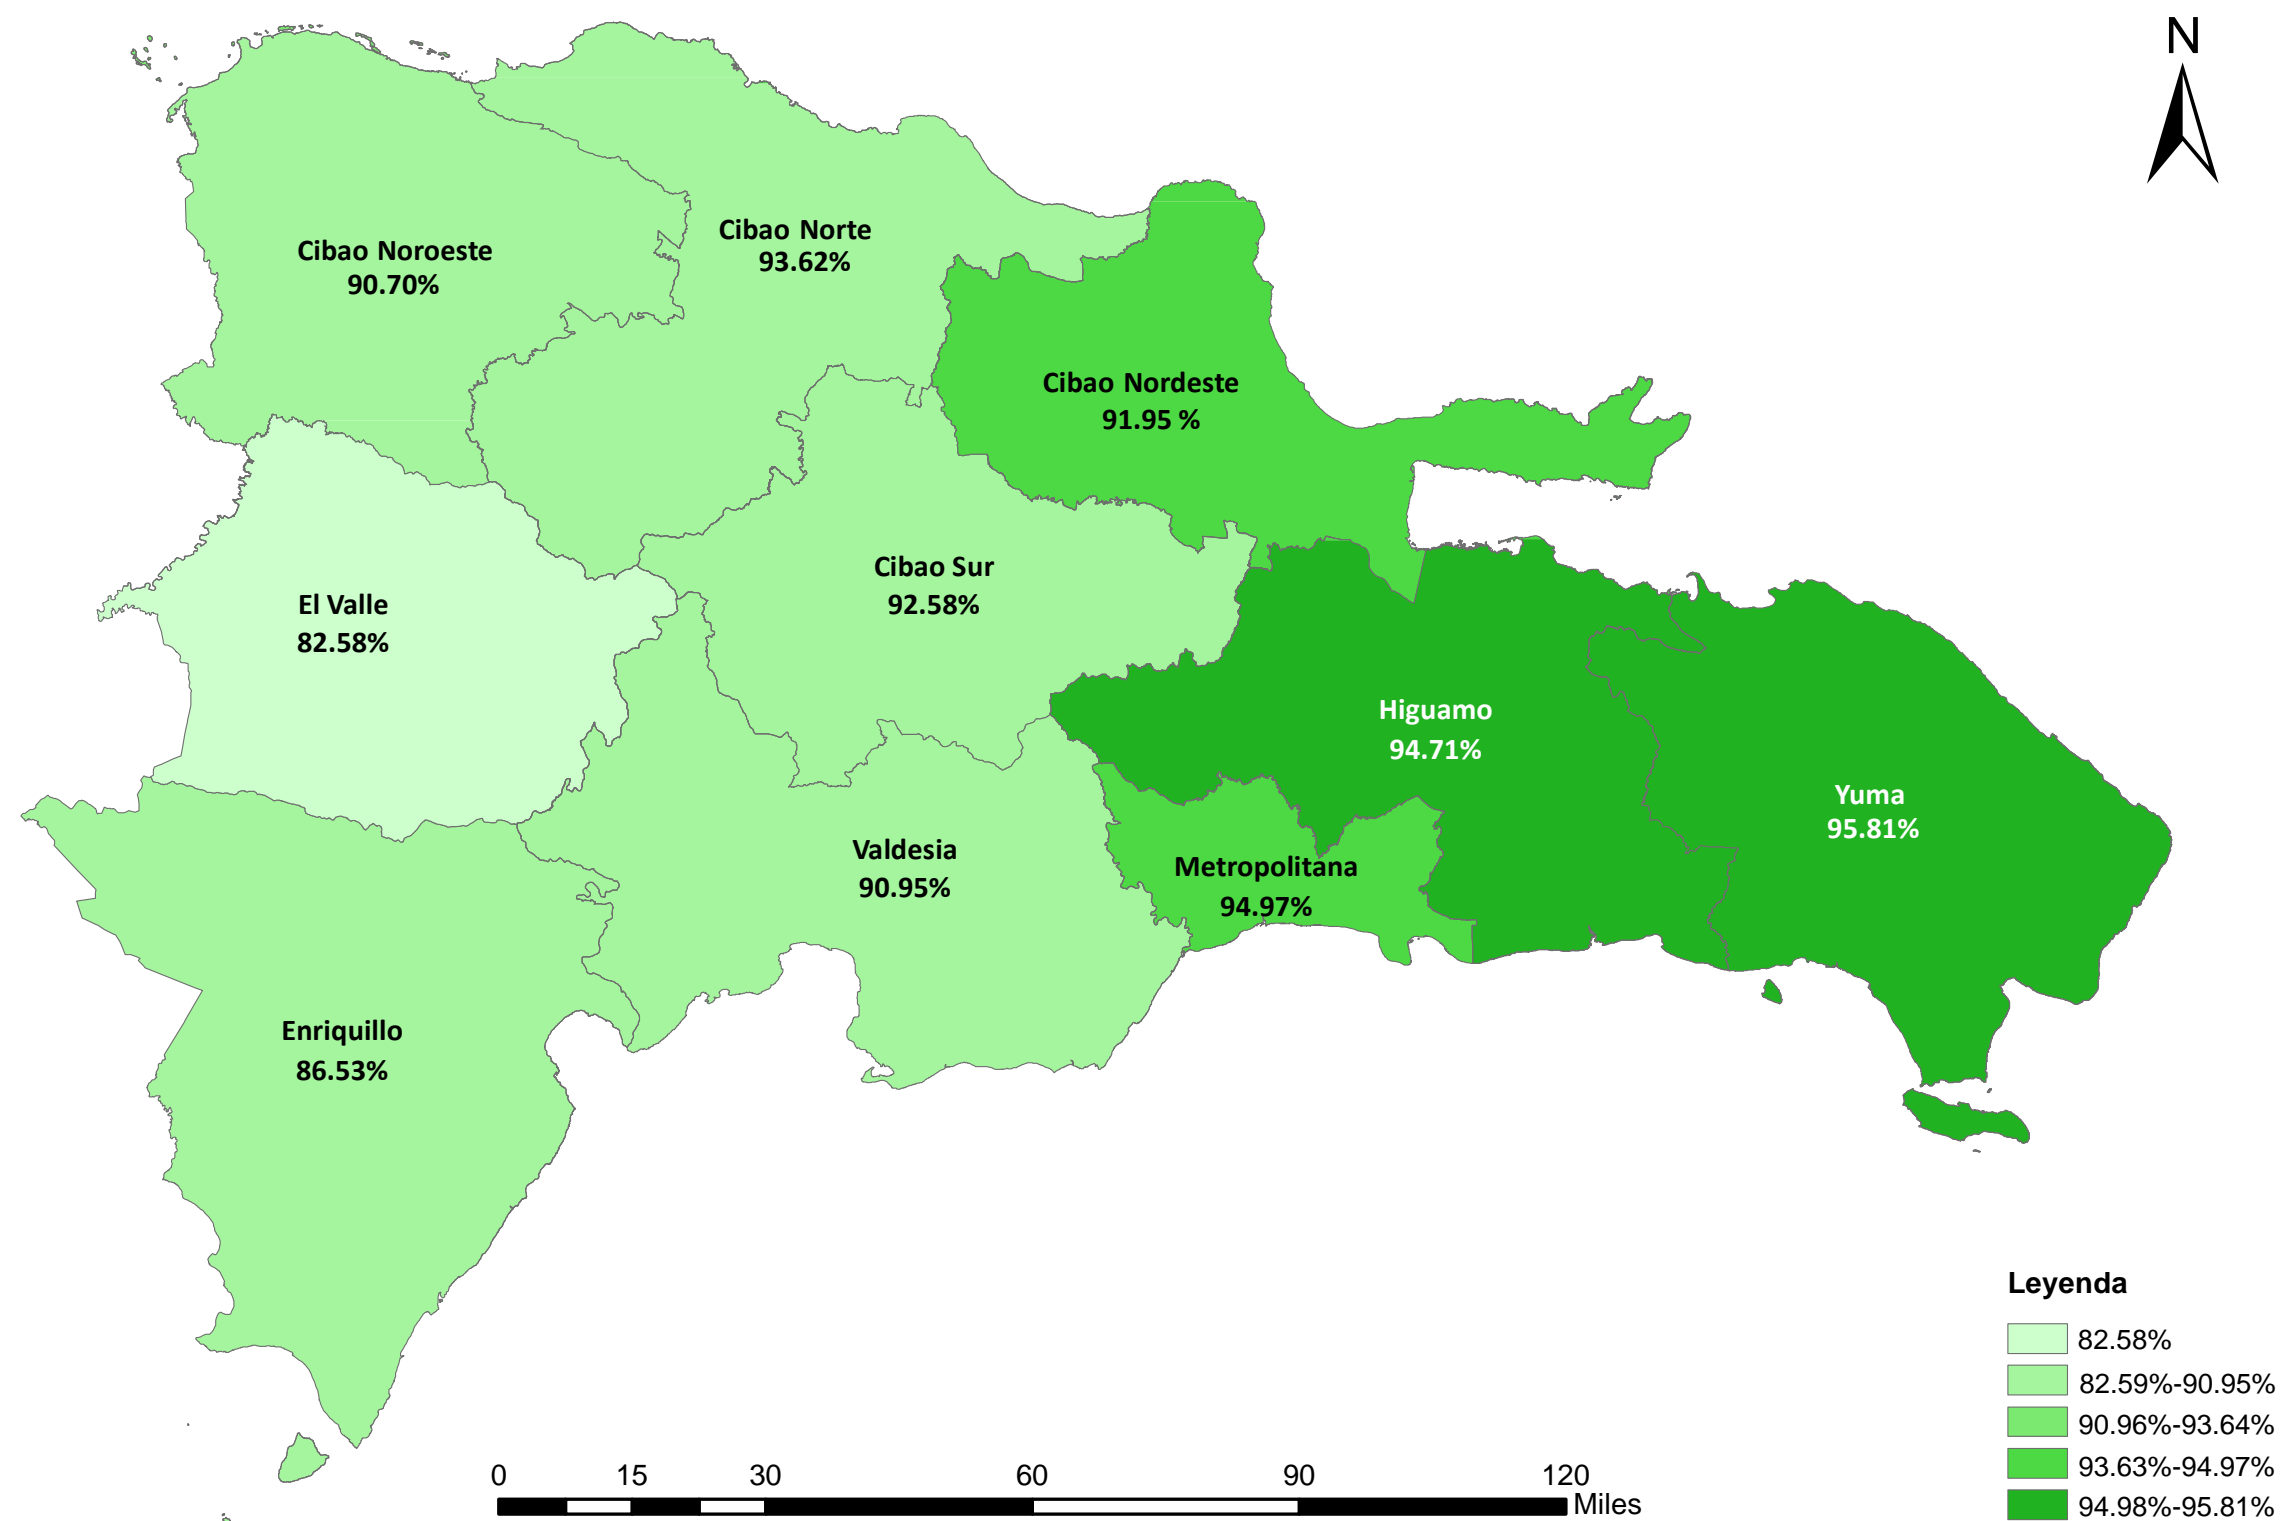 N
Cibao Noroeste
90.70%
Cibao Norte
93.62%
Cibao Nordeste
91.95 %
Cibao Sur
92.58%
El Valle
82.58%
Higuamo
94.71%
Yuma
95.81%
Valdesia
90.95%
Metropolitana
94.97%
Enriquillo
86.53%
Leyenda
82.58%
82.59%-90.95%
90.96%-93.64%
93.63%-94.97%
94.98%-95.81%
0 15 30 60 90 120
Miles